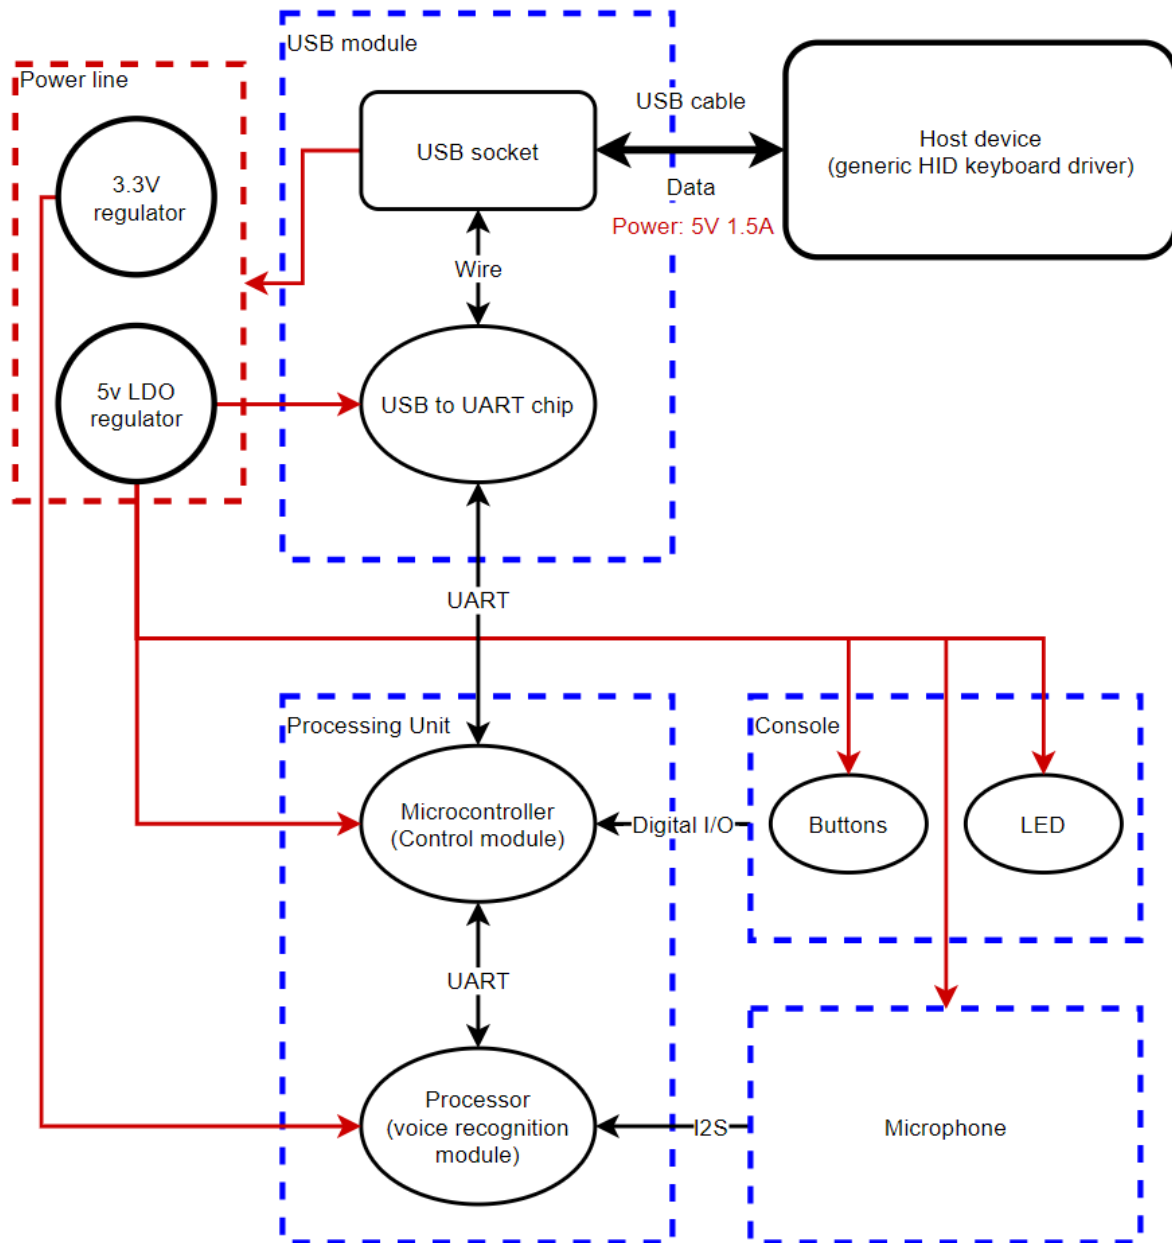 USB module
Power line
USB cable
USB socket
Host device
(generic HID keyboard driver)
3.3V
regulator
Data
Power: 5V 1.5A
Wire
5v LDO
regulator
USB to UART chip
UART
Processing Unit
Console
Microcontroller
(Control module)
Digital I/O
Buttons
LED
UART
Processor
(voice recognition
module)
I2S
Microphone